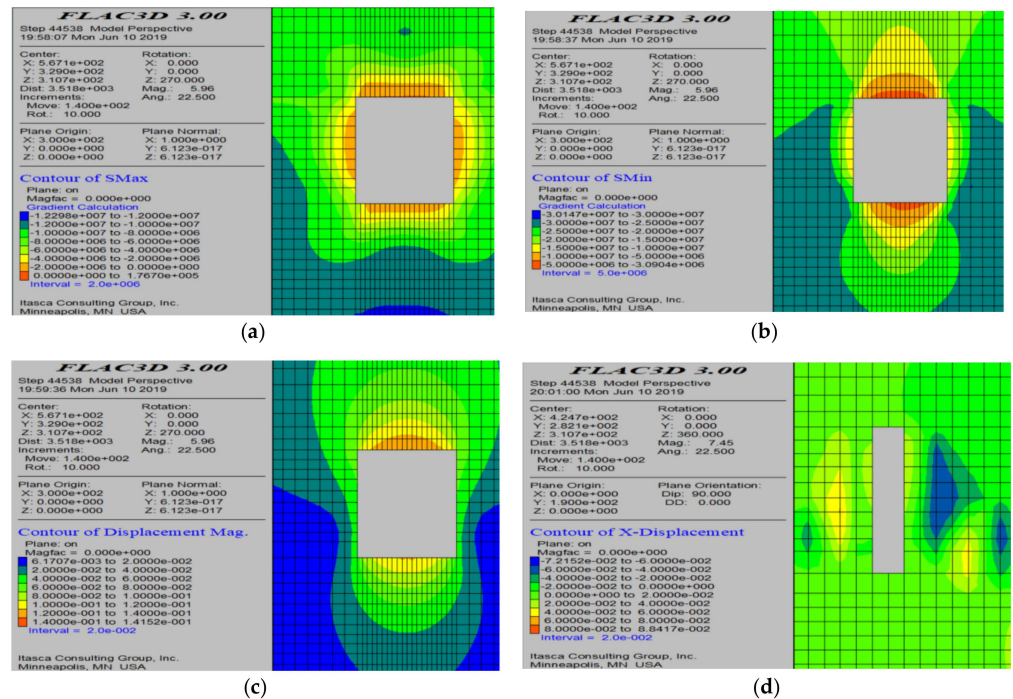 FLAC3D 3.00
Step 44538 Model Perspective
19:58:07 Mon Jun 10 2019
Center: Rotation:
X: 5.671e+002 X: 0.000
Y: 3.290e+002 Y: 0.000
Z: 3.107e+002 Z: 270.000
Dist: 3.518e+003 Mag.: 5.96
Increments: Ang.: 22.500
Move: 1.400e+002
Rot.: 10.000
Plane Origin: Plane Normal:
X: 3.000e+002 X: 1.000e+000
Y: 0.000e+000 Y: 6.123e-017
Z: 0.000e+000 Z: 6.123e-017
Contour of SMax
Plane: on
Magfac = 0.000e+000
Gradient Calculation
-1.2298e+007 to -1.2000e+007
-1.2000e+007 to -1.0000e+007
-1.0000e+007 to -8.0000e+006
-8.0000e+006 to -6.0000e+006
-6.0000e+006 to -4.0000e+006
-4.0000e+006 to -2.0000e+006
-2.0000e+006 to 0.0000e+000
0.0000e+000 to 1.7670e+005
Interval = 2.0e+006
Itasca Consulting Group, Inc.
Minneapolis, MN USA
(a)
FLAC3D 3.00
Step 44538 Model Perspective
19:58:37 Mon Jun 10 2019
Center: Rotation:
X: 5.671e+002 X: 0.000
Y: 3.290e+002 Y: 0.000
Z: 3.107e+002 Z: 270.000
Dist: 3.518e+003 Mag.: 5.96
Increments: Ang.: 22.500
Move: 1.400e+002
Rot.: 10.000
Plane Origin: Plane Normal:
X: 3.000e+002 X: 1.000e+000
Y: 0.000e+000 Y: 6.123e-017
Z: 0.000e+000 Z: 6.123e-017
Contour of SMin
Plane: on
Magfac = 0.000e+000
Gradient Calculation
-3.0147e+007 to -3.0000e+007
-3.0000e+007 to -2.5000e+007
-2.5000e+007 to -2.0000e+007
-2.0000e+007 to -1.5000e+007
-1.5000e+007 to -1.0000e+007
-1.0000e+007 to -5.0000e+006
-5.0000e+006 to -3.0904e+006
Interval = 5.0e+006
Itasca Consulting Group, Inc.
Minneapolis, MN USA
(b)
FLAC3D 3.00
Step 44538 Model Perspective
19:59:36 Mon Jun 10 2019
Center: Rotation:
X: 5.671e+002 X: 0.000
Y: 3.290e+002 Y: 0.000
Z: 3.107e+002 Z: 270.000
Dist: 3.518e+003 Mag.: 5.96
Increments: Ang.: 22.500
Move: 1.400e+002
Rot.: 10.000
Plane Origin: Plane Normal:
X: 3.000e+002 X: 1.000e+000
Y: 0.000e+000 Y: 6.123e-017
Z: 0.000e+000 Z: 6.123e-017
Contour of Displacement Mag.
Plane: on
Magfac = 0.000e+000
6.1707e-003 to 2.0000e-002
2.0000e-002 to 4.0000e-002
4.0000e-002 to 6.0000e-002
6.0000e-002 to 8.0000e-002
8.0000e-002 to 1.0000e-001
1.0000e-001 to 1.2000e-001
1.2000e-001 to 1.4000e-001
1.4000e-001 to 1.4152e-001
Interval = 2.0e-002
Itasca Consulting Group, Inc.
Minneapolis, MN USA
(c)
FLAC3D 3.00
Step 44538 Model Perspective
20:01:00 Mon Jun 10 2019
Center: Rotation:
X: 4.247e+002 X: 0.000
Y: 2.821e+002 Y: 0.000
Z: 3.107e+002 Z: 360.000
Dist: 3.518e+003 Mag.: 7.45
Increments: Ang.: 22.500
Move: 1.400e+002
Rot.: 10.000
Plane Origin: Plane Orientation:
X: 0.000e+000 Dip: 90.000
Y: 1.900e+002 DD: 0.000
Z: 0.000e+000
Contour of X-Displacement
Plane: on
Magfac = 0.000e+000
-7.2152e-002 to -6.0000e-002
-6.0000e-002 to -4.0000e-002
-4.0000e-002 to -2.0000e-002
-2.0000e-002 to 0.0000e+000
0.0000e+000 to 2.0000e-002
2.0000e-002 to 4.0000e-002
4.0000e-002 to 6.0000e-002
6.0000e-002 to 8.0000e-002
8.0000e-002 to 8.8417e-002
Interval = 2.0e-002
Itasca Consulting Group, Inc.
Minneapolis, MN USA
(d)